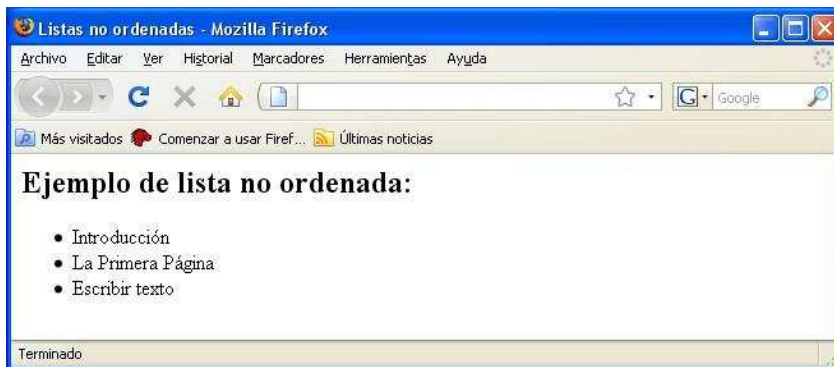 Listas no ordenadas - Mozilla Firefox
Archivo Editar Ver Historial Marcadores Herramientas Ayuda
G Google
Más visitados Comenzar a usar Firef... Últimas noticias
Ejemplo de lista no ordenada:
• Introducción
• La Primera Página
• Escribir texto
Terminado